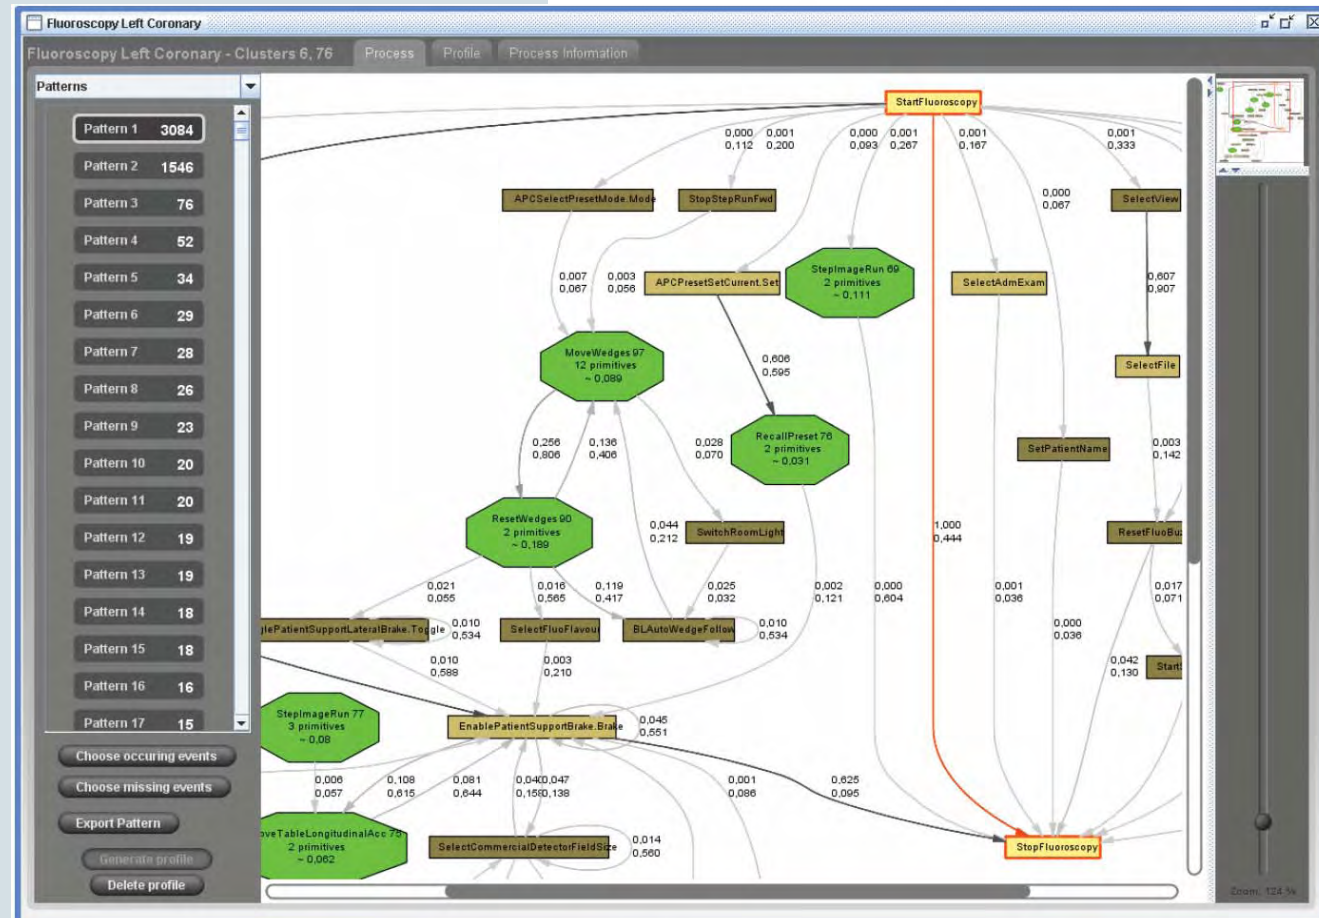 Fluoroscopy Left Coronary
Fluoroscopy Left Coronary - Clusters 6, 76
Process
Profile
Process Information
Patterns
Pattern 1 3084
Pattern 2 1546
Pattern 3 76
Pattern 4 52
Pattern 5 34
Pattern 6 29
Pattern 7 28
Pattern 8 26
Pattern 9 23
Pattern 10 20
Pattern 11 20
Pattern 12 19
Pattern 13 19
Pattern 14 18
Pattern 15 18
Pattern 16 16
Pattern 17 15
Choose occuring events
Choose missing events
Export Pattern
Generate profile
Delete profile
StartFluoroscopy
0,000
0,112
0,001
0,200
0,000
0,093
0,001
0,267
0,001
0,167
0,001
0,333
APCSelectPresetMode.Mode
StopStepRunFwd
0,000
0,067
SelectView
0,007
0,067
0,003
0,056
APCPresetSetCurrent.Set
StepImageRun 69
2 primitives
~ 0,111
SelectAdmExam
0,607
0,907
MoveWedges 97
12 primitives
~ 0,089
0,606
0,595
SelectFile
0,256
0,806
0,136
0,406
0,028
0,070
RecallPreset 76
2 primitives
~ 0,031
SetPatientName
0,003
0,142
ResetWedges 90
2 primitives
~ 0,189
0,044
0,212
SwitchRoomLight
1,000
0,444
ResetFluoBu
0,021
0,055
0,016
0,565
0,119
0,417
0,025
0,032
0,002
0,121
0,000
0,604
0,001
0,036
0,017
0,071
glePatientSupportLateralBrake.Toggle
0,010
0,534
SelectFluoFlavour
BLAutoWedgeFollow
0,010
0,534
0,000
0,036
0,010
0,588
0,003
0,210
0,042
0,130
Start
StepImageRun 77
3 primitives
~ 0,08
EnablePatientSupportBrake.Brake
0,045
0,551
0,006
0,057
0,108
0,615
0,081
0,644
0,047
0,138
0,001
0,086
0,625
0,095
oveTableLongitudinalAcc 75
2 primitives
~ 0,062
SelectCommercialDetectorFieldSize
0,014
0,560
StopFluoroscopy
Zoom: 124 %